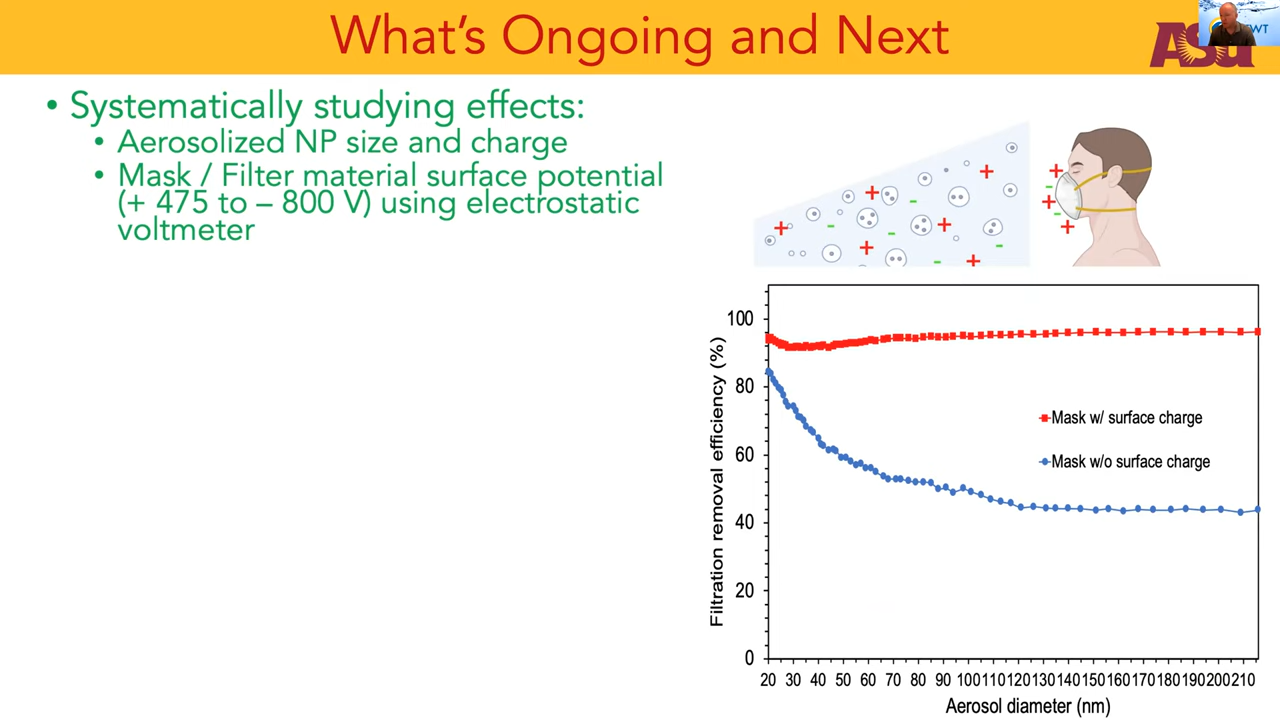 What's Ongoing and Next
ASU
WT
• Systematically studying effects:
• Aerosolized NP size and charge
• Mask / Filter material surface potential
(+ 475 to – 800 V) using electrostatic
voltmeter
Filtration removal efficiency (%)
100
80
60
40
20
0
Mask w/ surface charge
Mask w/o surface charge
20 30 40 50 60 70 80 90 100 110 120 130 140 150 160 170 180 190 200 210
Aerosol diameter (nm)